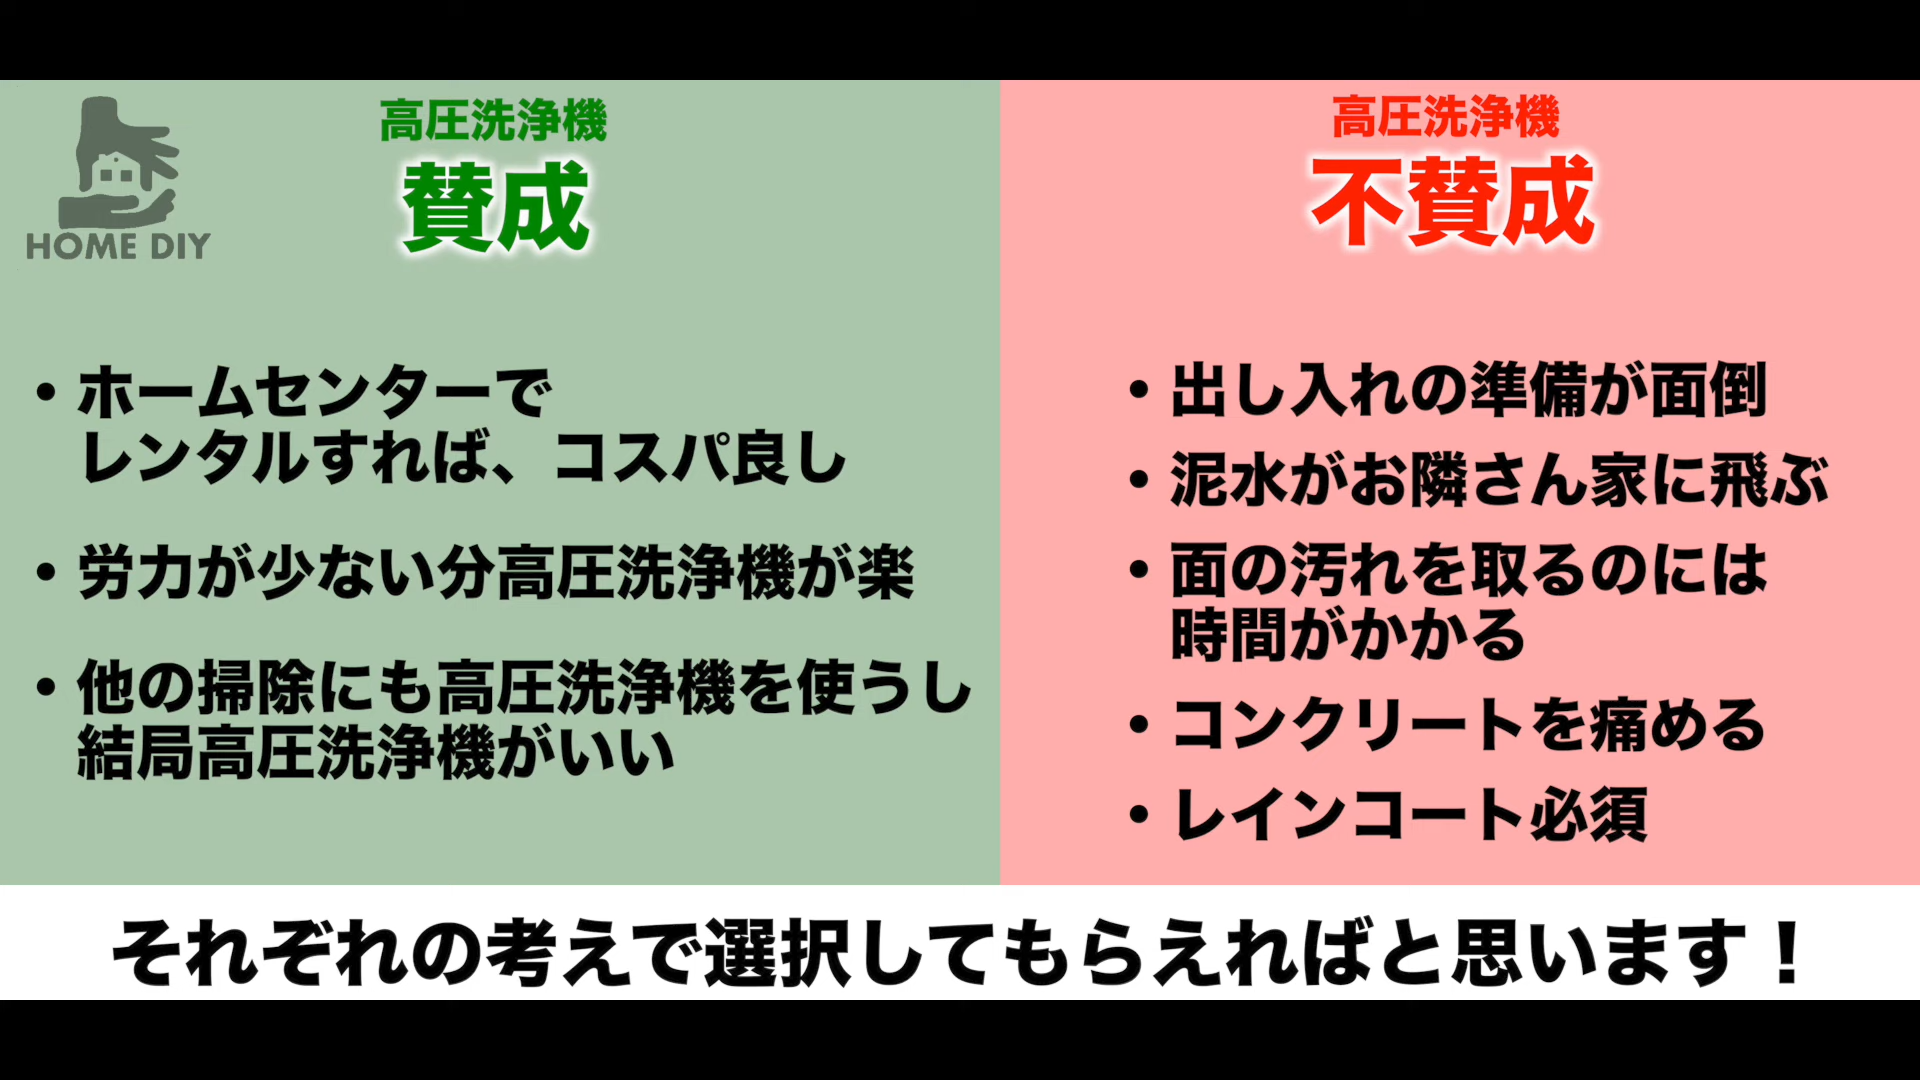 HOME DIY
高圧洗浄機
賛成
・ホームセンターで
レンタルすれば、コスパ良し
・労力が少ない分高圧洗浄機が楽
・他の掃除にも高圧洗浄機を使うし
結局高圧洗浄機がいい
高圧洗浄機
不賛成
・出し入れの準備が面倒
・泥水がお隣さん家に飛ぶ
・面の汚れを取るのには
時間がかかる
・コンクリートを痛める
・レインコート必須
それぞれの考えで選択してもらえればと思います！